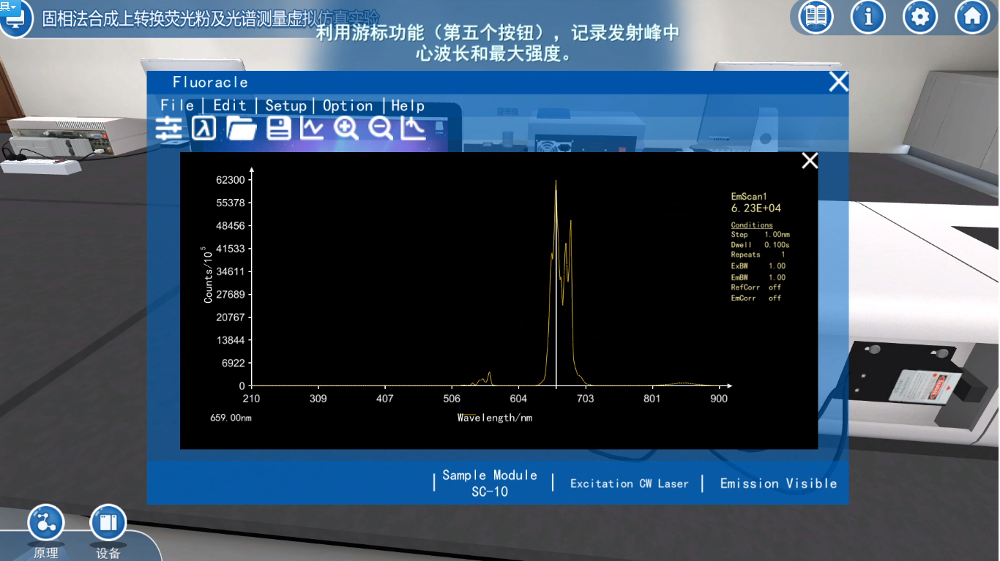 具
固相法合成上转换荧光粉及光谱测量虚拟仿真实验
利用游标功能（第五个按钮），记录发射峰中
心波长和最大强度。
Fluoracle
File | Edit | Setup | Option | Help
62300
55378
48456
41533
34611
27689
20767
13844
6922
0
Counts/10^5
210 309 407 506 604 703 801 900
659.00nm
Wavelength/nm
EmScan1
6.23E+04
Conditions
Step 1.00nm
Dwell 0.100s
Repeats 1
ExBW 1.00
EmBW 1.00
RefCorr off
EmCorr off
Sample Module
SC-10
Excitation CW Laser
Emission Visible
原理
设备